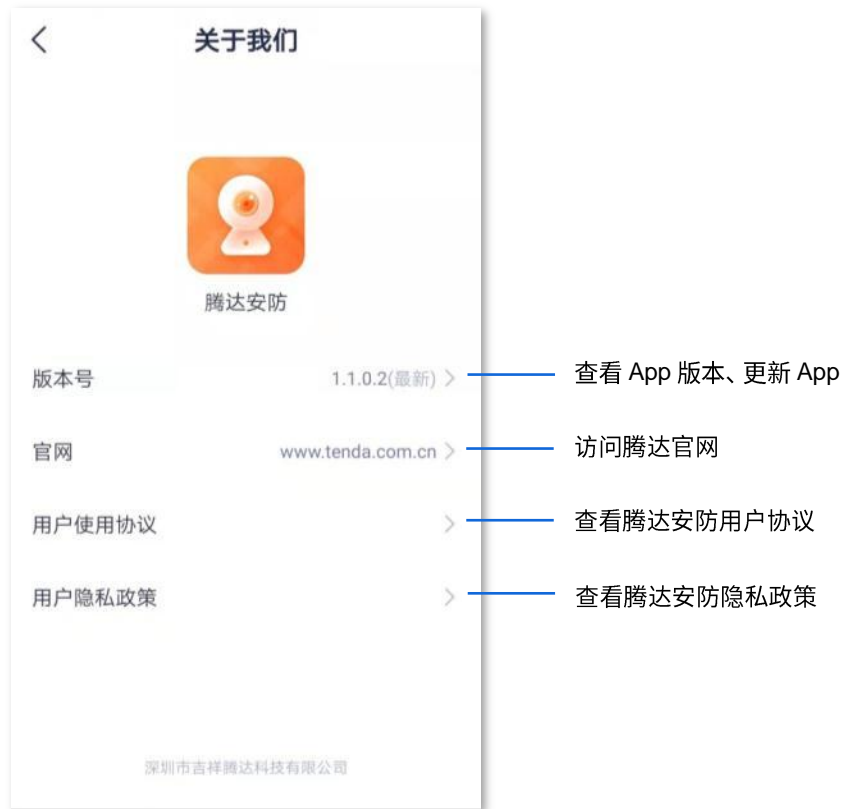 关于我们
腾达安防
版本号 1.1.0.2(最新) 查看 App 版本、更新 App
官网 www.tenda.com.cn 访问腾达官网
用户使用协议 查看腾达安防用户协议
用户隐私政策 查看腾达安防隐私政策
深圳市吉祥腾达科技有限公司